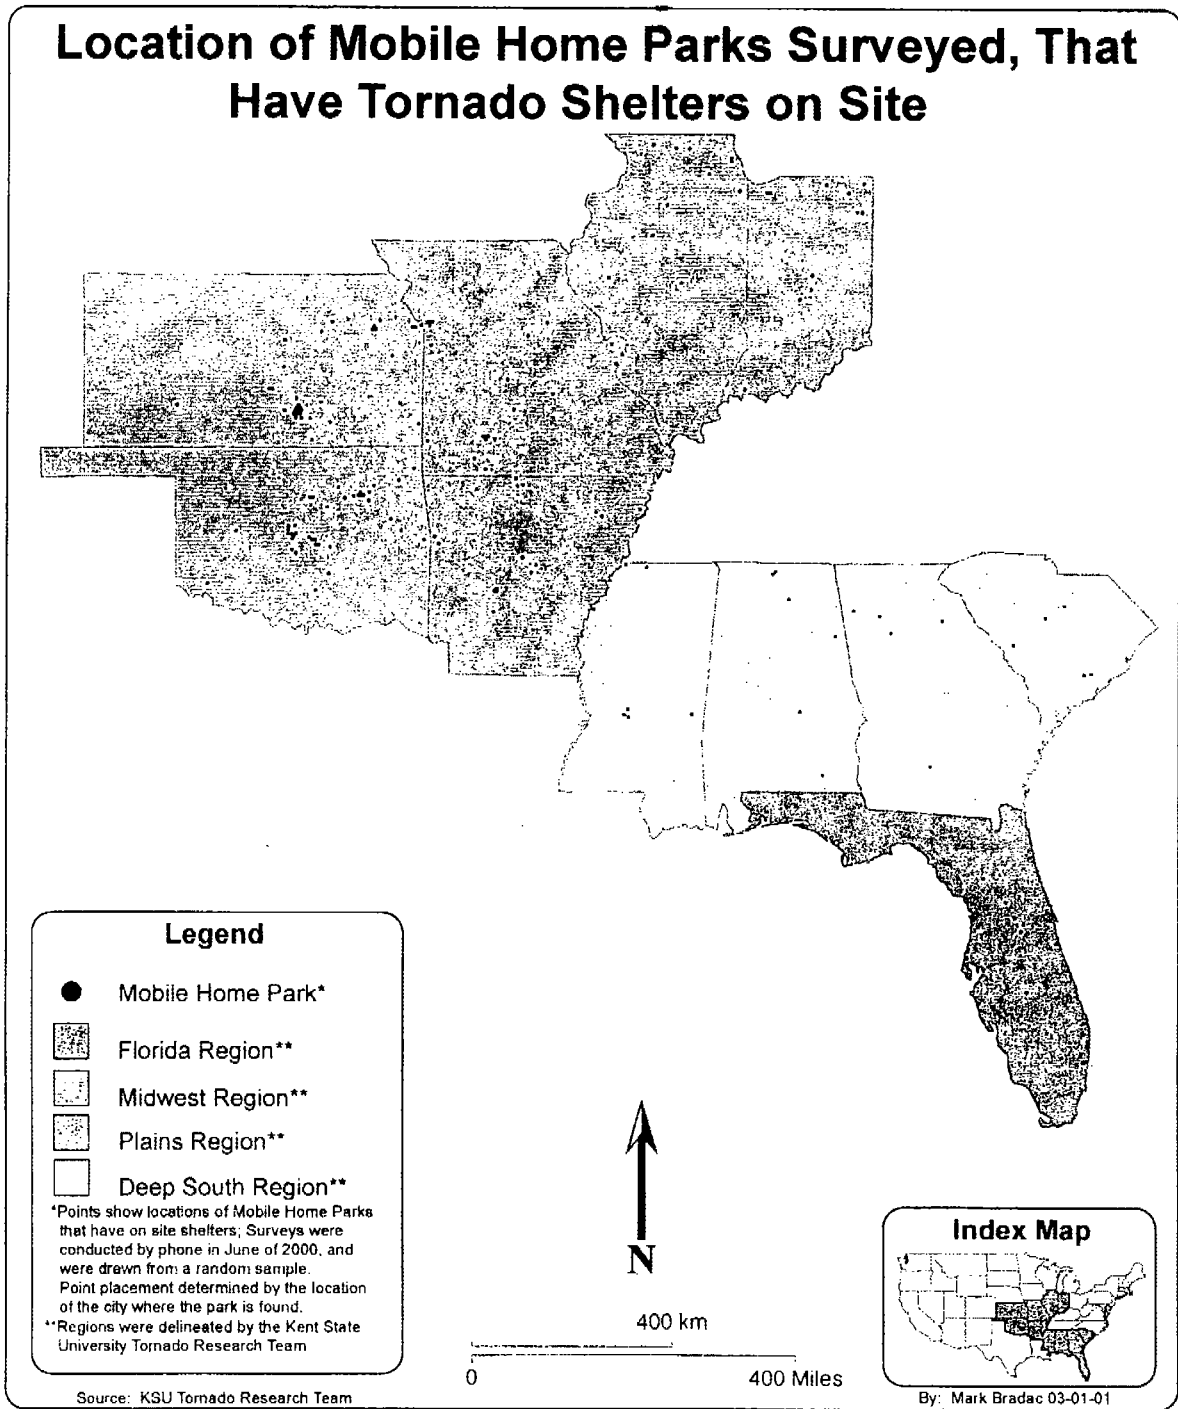 Location of Mobile Home Parks Surveyed, That
Have Tornado Shelters on Site
Legend
Mobile Home Park*
Florida Region**
Midwest Region**
Plains Region**
Deep South Region**
*Points show locations of Mobile Home Parks
that have on site shelters; Surveys were
conducted by phone in June of 2000, and
were drawn from a random sample.
Point placement determined by the location
of the city where the park is found.
**Regions were delineated by the Kent State
University Tornado Research Team
Source: KSU Tornado Research Team
N
400 km
0
400 Miles
Index Map
By: Mark Bradac 03-01-01